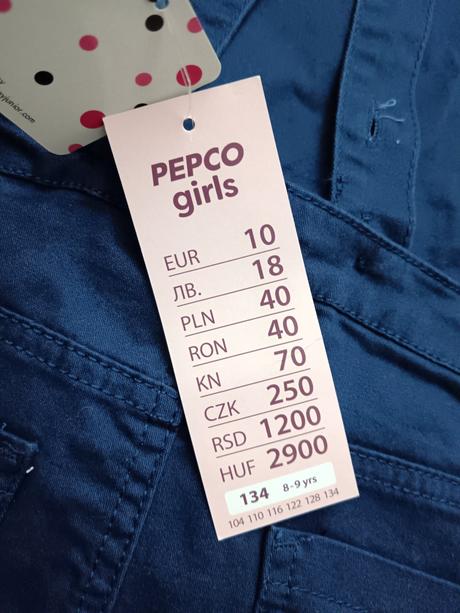 PEPCO
girls
EUR 10
ЛВ. 18
PLN 40
RON 40
KN 70
CZK 250
RSD 1200
HUF 2900
134 8-9 yrs
104 110 116 122 128 134